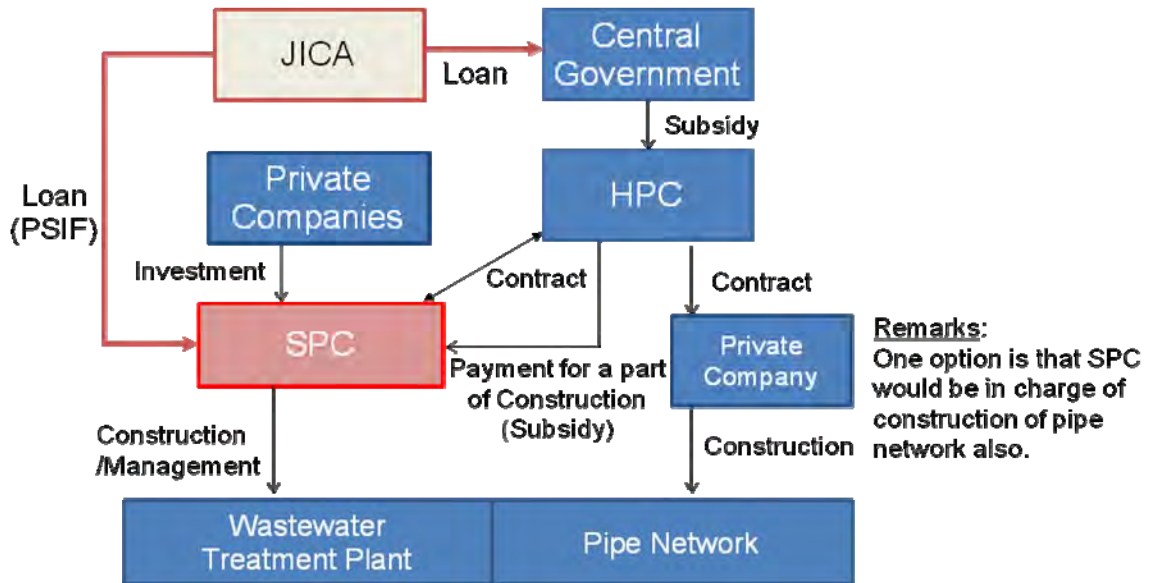 JICA
Loan
Central
Government
Subsidy
Loan
(PSIF)
Private
Companies
HPC
Investment
Contract
Contract
SPC
Payment for a part
of Construction
(Subsidy)
Private
Company
Remarks:
One option is that SPC
would be in charge of
construction of pipe
network also.
Construction
/Management
Construction
Wastewater
Treatment Plant
Pipe Network